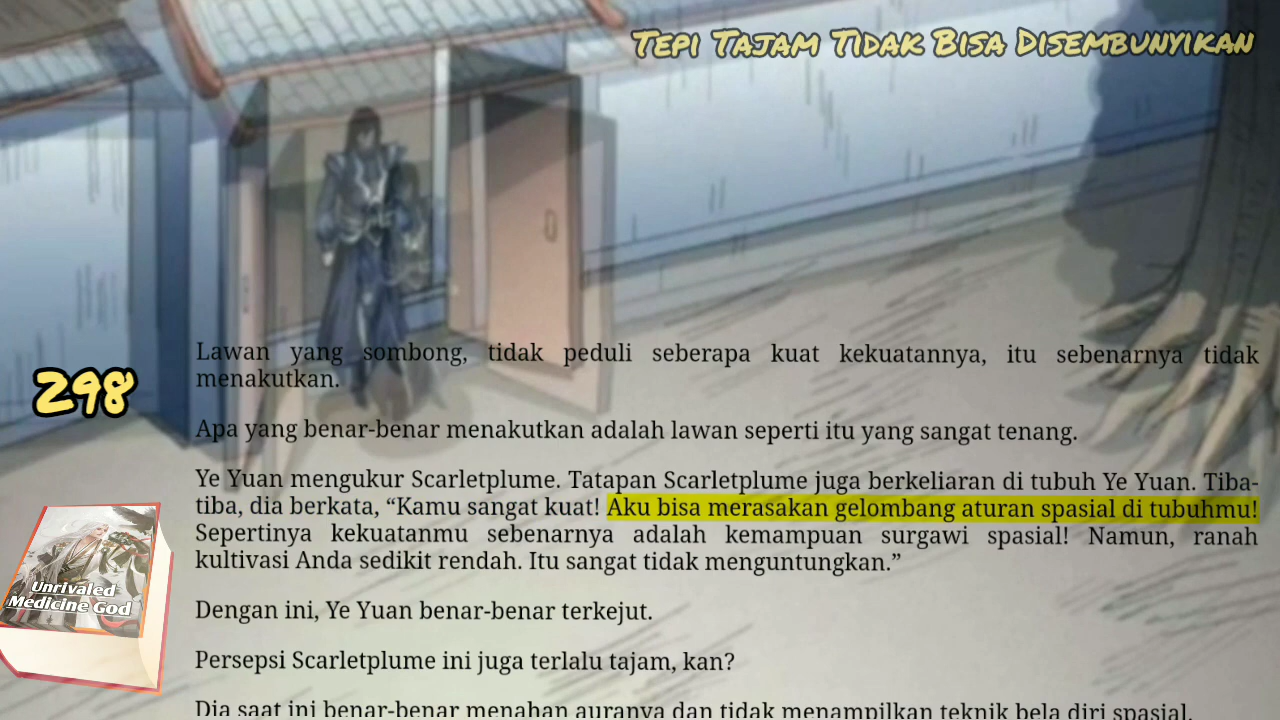 Tepi Tajam Tidak Bisa Disembunyikan
298
Lawan yang sombong, tidak peduli seberapa kuat kekuatannya, itu sebenarnya tidak
menakutkan.
Apa yang benar-benar menakutkan adalah lawan seperti itu yang sangat tenang.
Ye Yuan mengukur Scarletplume. Tatapan Scarletplume juga berkeliaran di tubuh Ye Yuan. Tiba-
tiba, dia berkata, “Kamu sangat kuat! Aku bisa merasakan gelombang aturan spasial di tubuhmu!
Sepertinya kekuatanmu sebenarnya adalah kemampuan surgawi spasial! Namun, ranah
kultivasi Anda sedikit rendah. Itu sangat tidak menguntungkan.”
Dengan ini, Ye Yuan benar-benar terkejut.
Persepsi Scarletplume ini juga terlalu tajam, kan?
Dia saat ini benar-benar menahan auranya dan tidak menampilkan teknik bela diri spasial.
Unrivaled
Medicine God